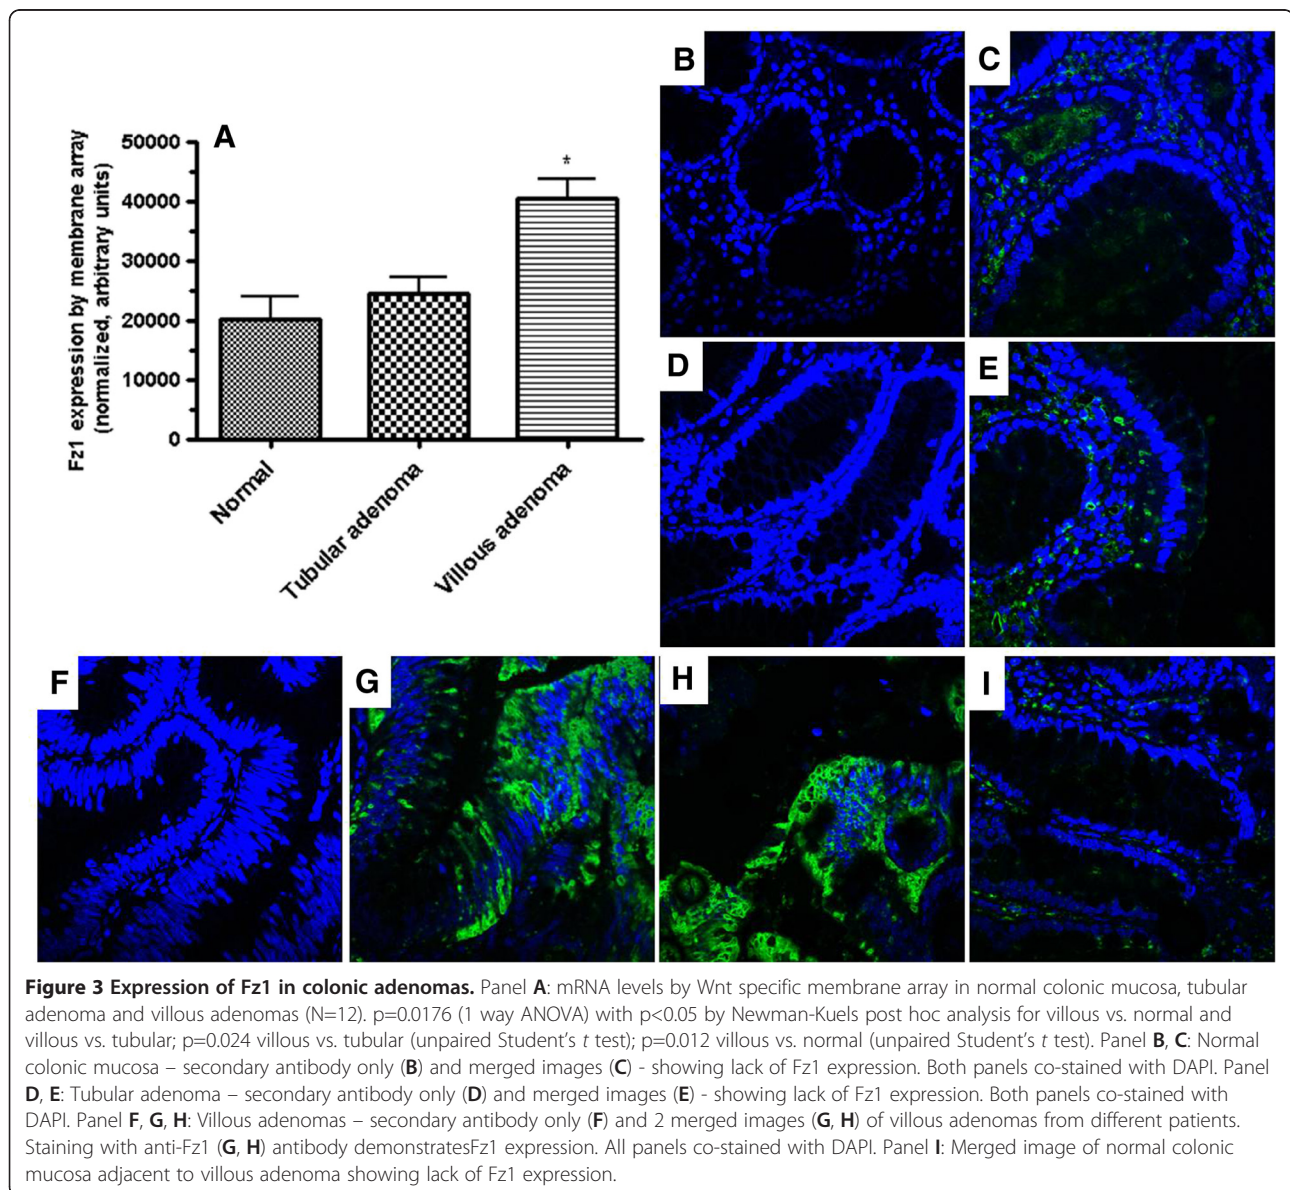 A
Fz1 expression by membrane array
(normalized, arbitrary units)
50000
40000
30000
20000
10000
0
*
Normal
Tubular adenoma
Villous adenoma
B
C
D
E
F
G
H
I
Figure 3 Expression of Fz1 in colonic adenomas. Panel A: mRNA levels by Wnt specific membrane array in normal colonic mucosa, tubular
adenoma and villous adenomas (N=12). p=0.0176 (1 way ANOVA) with p<0.05 by Newman-Kuels post hoc analysis for villous vs. normal and
villous vs. tubular; p=0.024 villous vs. tubular (unpaired Student's t test); p=0.012 villous vs. normal (unpaired Student's t test). Panel B, C: Normal
colonic mucosa – secondary antibody only (B) and merged images (C) - showing lack of Fz1 expression. Both panels co-stained with DAPI. Panel
D, E: Tubular adenoma – secondary antibody only (D) and merged images (E) - showing lack of Fz1 expression. Both panels co-stained with
DAPI. Panel F, G, H: Villous adenomas – secondary antibody only (F) and 2 merged images (G, H) of villous adenomas from different patients.
Staining with anti-Fz1 (G, H) antibody demonstratesFz1 expression. All panels co-stained with DAPI. Panel I: Merged image of normal colonic
mucosa adjacent to villous adenoma showing lack of Fz1 expression.